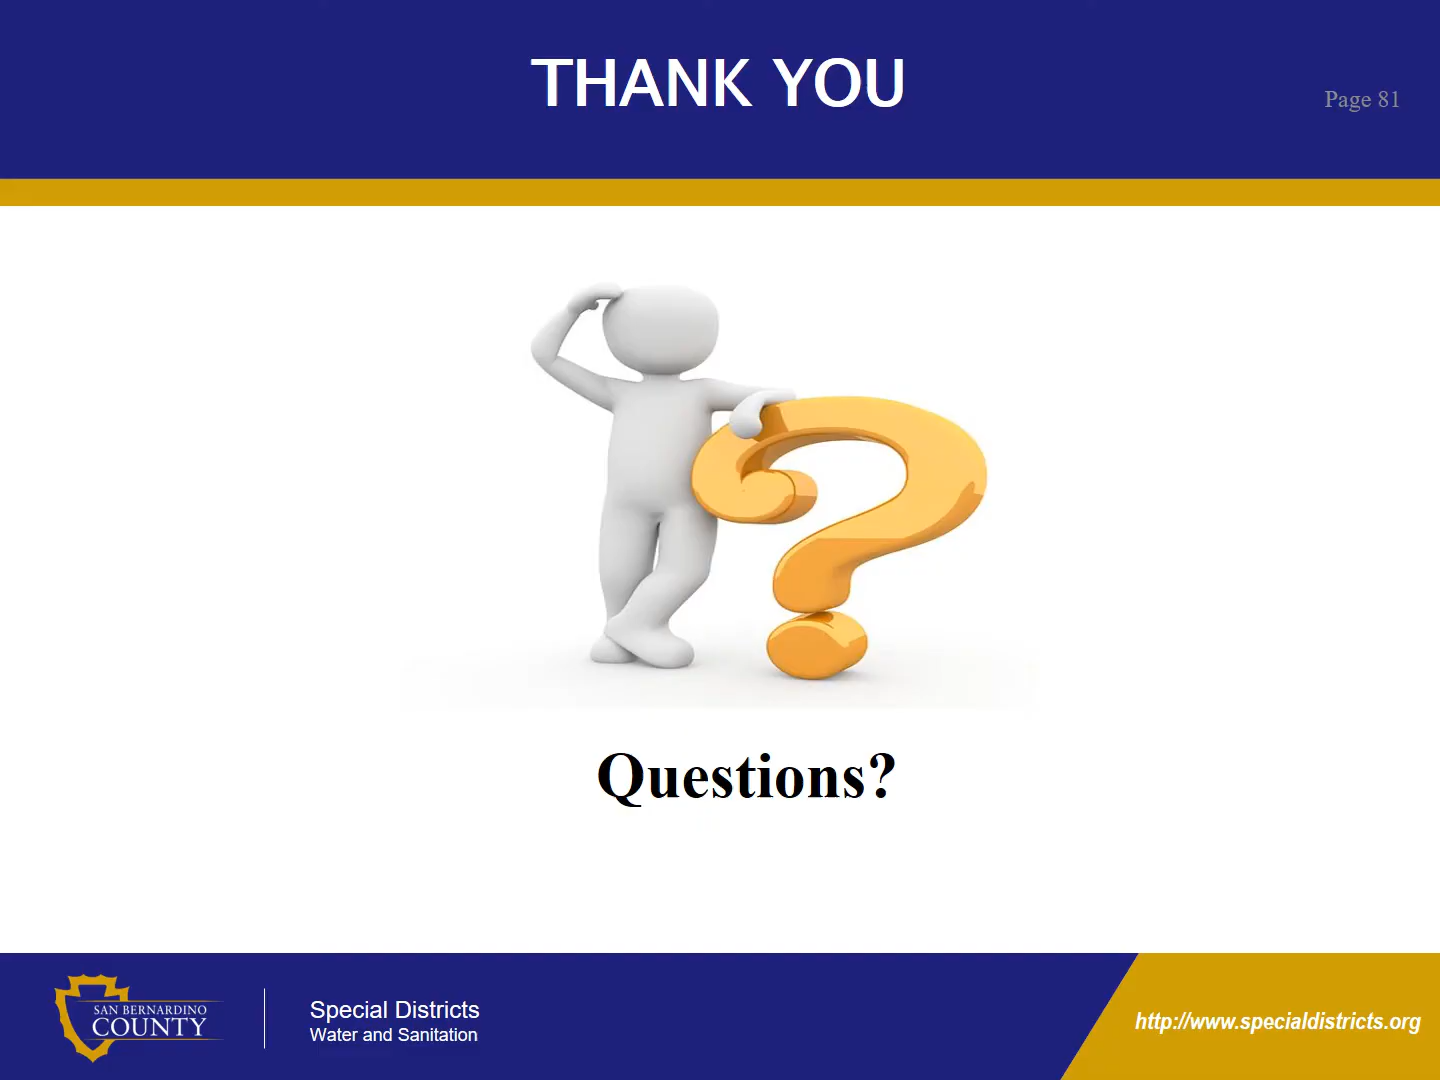 THANK YOU
Page 81
Questions?
SAN BERNARDINO
COUNTY
Special Districts
Water and Sanitation
http://www.specialdistricts.org